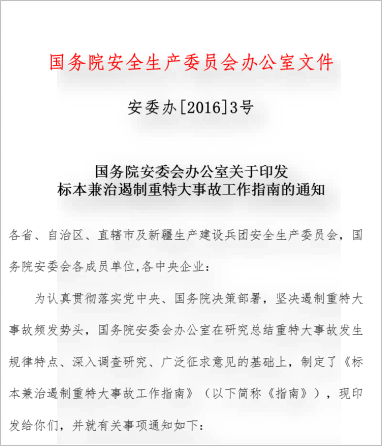 国务院安全生产委员会办公室文件
安委办[2016]3号
国务院安委会办公室关于印发
标本兼治遏制重特大事故工作指南的通知
各省、自治区、直辖市及新疆生产建设兵团安全生产委员会，国
务院安委会各成员单位,各中央企业：
为认真贯彻落实党中央、国务院决策部署，坚决遏制重特大
事故频发势头，国务院安委会办公室在研究总结重特大事故发生
规律特点、深入调查研究、广泛征求意见的基础上，制定了《标
本兼治遏制重特大事故工作指南》（以下简称《指南》），现印
发给你们，并就有关事项通知如下：